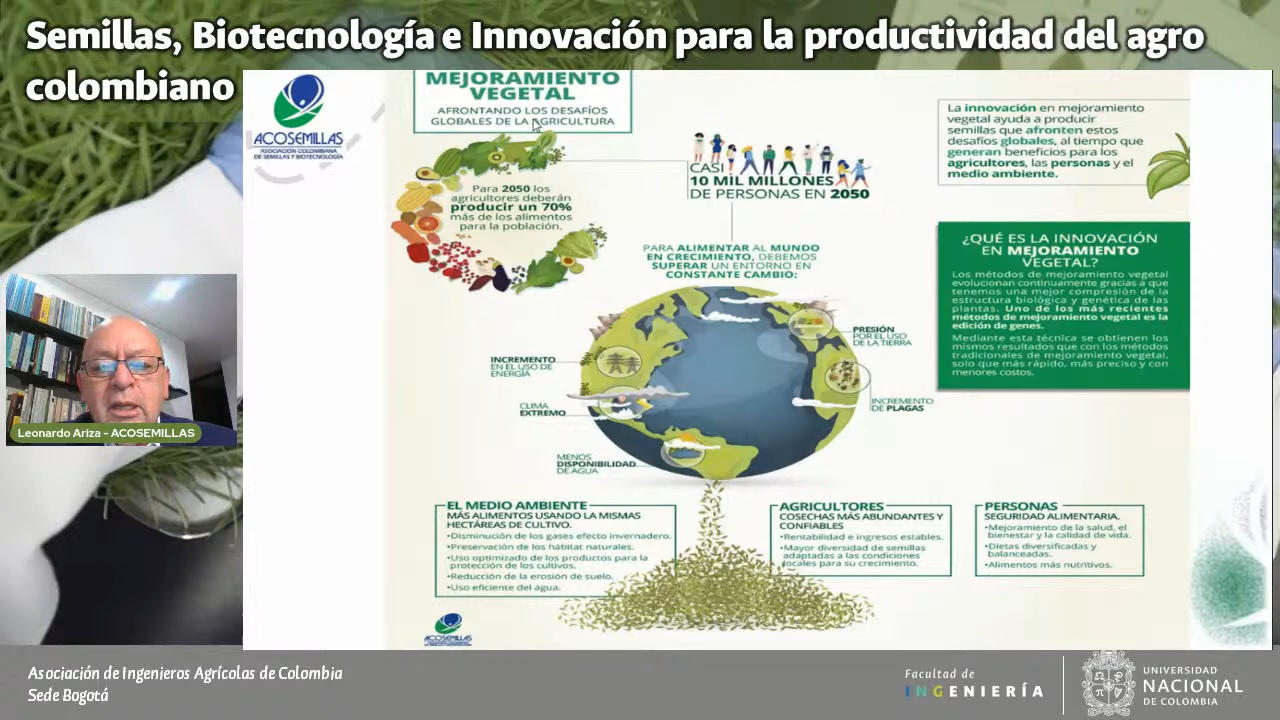 Semillas, Biotecnología e Innovación para la productividad del agro
colombiano
ACOSEMILLAS
ASOCIACIÓN COLOMBIANA
DE SEMILLAS Y BIOTECNOLOGÍA
MEJORAMIENTO
VEGETAL
AFRONTANDO LOS DESAFÍOS
GLOBALES DE LA AGRICULTURA
Para 2050 los
agricultores deberán
producir un 70%
más de los alimentos
para la población.
CASI
10 MIL MILLONES
DE PERSONAS EN 2050
La innovación en mejoramiento
vegetal ayuda a producir
semillas que afronten estos
desafíos globales, al tiempo que
generan beneficios para los
agricultores, las personas y el
medio ambiente.
PARA ALIMENTAR AL MUNDO
EN CRECIMIENTO, DEBEMOS
SUPERAR UN ENTORNO EN
CONSTANTE CAMBIO:
¿QUÉ ES LA INNOVACIÓN
EN MEJORAMIENTO
VEGETAL?
Los métodos de mejoramiento vegetal
evolucionan continuamente gracias a que
tenemos una mejor compresión de la
estructura biológica y genética de las
plantas. Uno de los más recientes
métodos de mejoramiento vegetal es la
edición de genes.
Mediante esta técnica se obtienen los
mismos resultados que con los métodos
tradicionales de mejoramiento vegetal,
solo que más rápido, más preciso y con
menores costos.
INCREMENTO
EN EL USO DE
ENERGÍA
CLIMA
EXTREMO
MENOS
DISPONIBILIDAD
DE AGUA
PRESIÓN
POR EL USO
DE LA TIERRA
INCREMENTO
DE PLAGAS
EL MEDIO AMBIENTE
MÁS ALIMENTOS USANDO LA MISMAS
HECTÁREAS DE CULTIVO.
•Disminución de los gases efecto invernadero.
•Preservación de los hábitat naturales.
•Uso optimizado de los productos para la
protección de los cultivos.
•Reducción de la erosión de suelo.
•Uso eficiente del agua.
AGRICULTORES
COSECHAS MÁS ABUNDANTES Y
CONFIABLES
•Rentabilidad e ingresos estables.
•Mayor diversidad de semillas
adaptadas a las condiciones
locales para su crecimiento.
PERSONAS
SEGURIDAD ALIMENTARIA.
•Mejoramiento de la salud, el
bienestar y la calidad de vida.
•Dietas diversificadas y
balanceadas.
•Alimentos más nutritivos.
ACOSEMILLAS
Leonardo Ariza - ACOSEMILLAS
Asociación de Ingenieros Agrícolas de Colombia
Sede Bogotá
Facultad de
INGENIERÍA
UNIVERSIDAD
NACIONAL
DE COLOMBIA